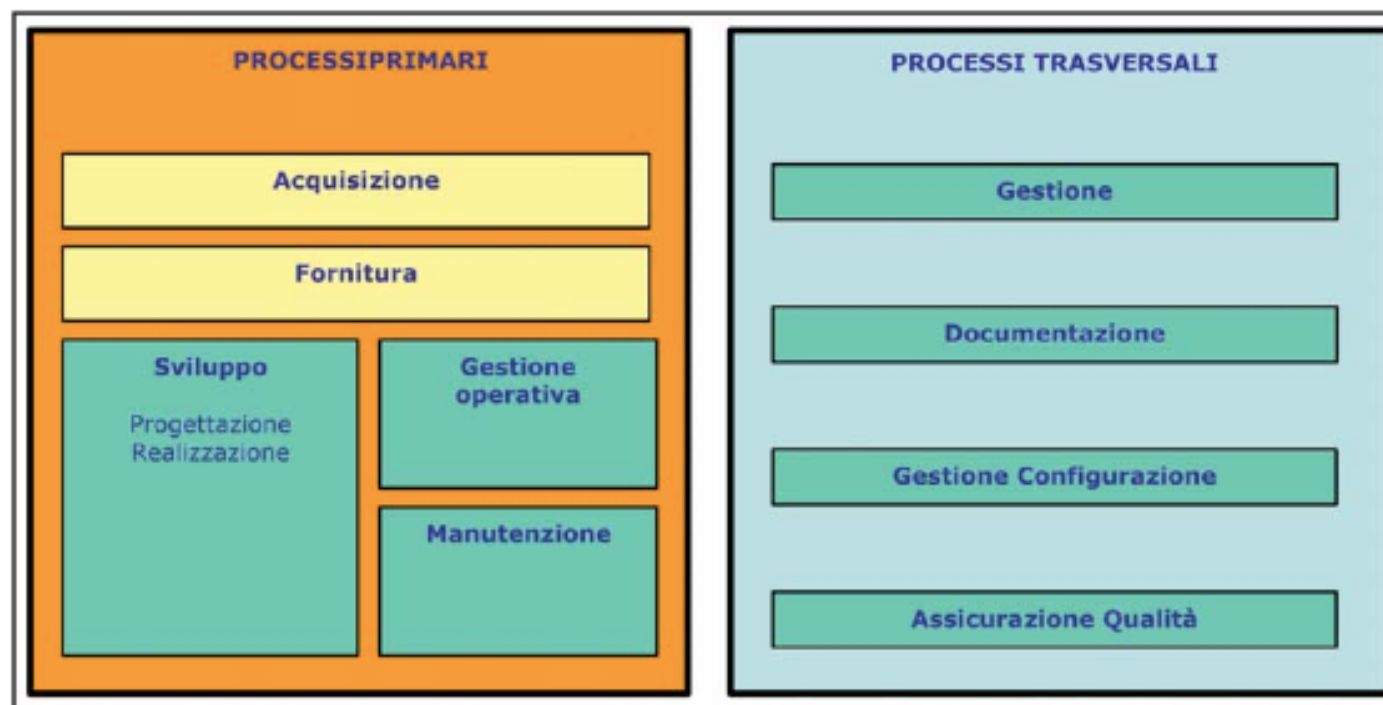 PROCESSIPRIMARI
Acquisizione
Fornitura
Sviluppo
Progettazione
Realizzazione
Gestione
operativa
Manutenzione
PROCESSI TRASVERSALI
Gestione
Documentazione
Gestione Configurazione
Assicurazione Qualità